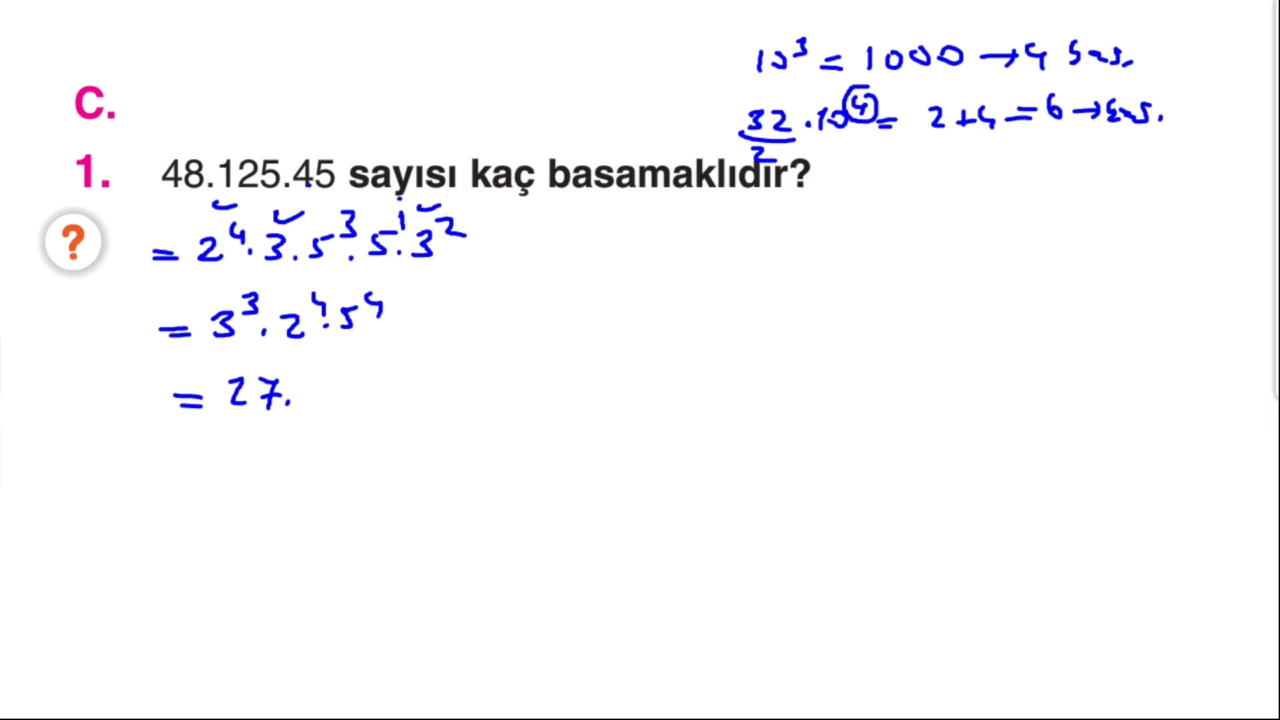 10³ = 1000 → 4 bas.
C.
32 . 10⁴ = 2 + 4 = 6 → bas.
2
1. 48.125.45 sayısı kaç basamaklıdır?
? = 2⁴ . 3 . 5³ . 5¹ . 3²
= 3³ . 2⁴ . 5⁴
= 27.